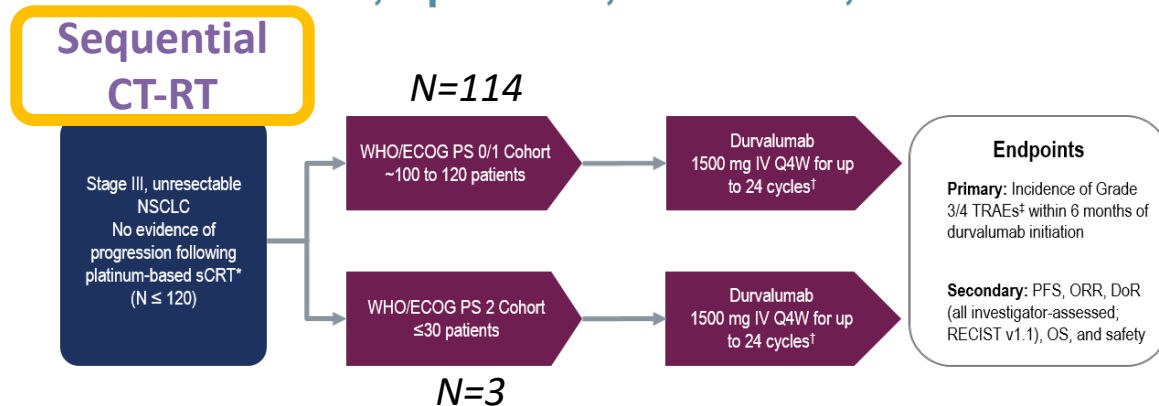 Sequential
CT-RT
N=114
Stage III, unresectable
NSCLC
No evidence of
progression following
platinum-based sCRT*
(N ≤ 120)
WHO/ECOG PS 0/1 Cohort
~100 to 120 patients
Durvalumab
1500 mg IV Q4W for up
to 24 cycles†
WHO/ECOG PS 2 Cohort
≤30 patients
Durvalumab
1500 mg IV Q4W for up
to 24 cycles†
N=3
Endpoints
Primary: Incidence of Grade
3/4 TRAEs‡ within 6 months of
durvalumab initiation
Secondary: PFS, ORR, DoR
(all investigator-assessed;
RECIST v1.1), OS, and safety